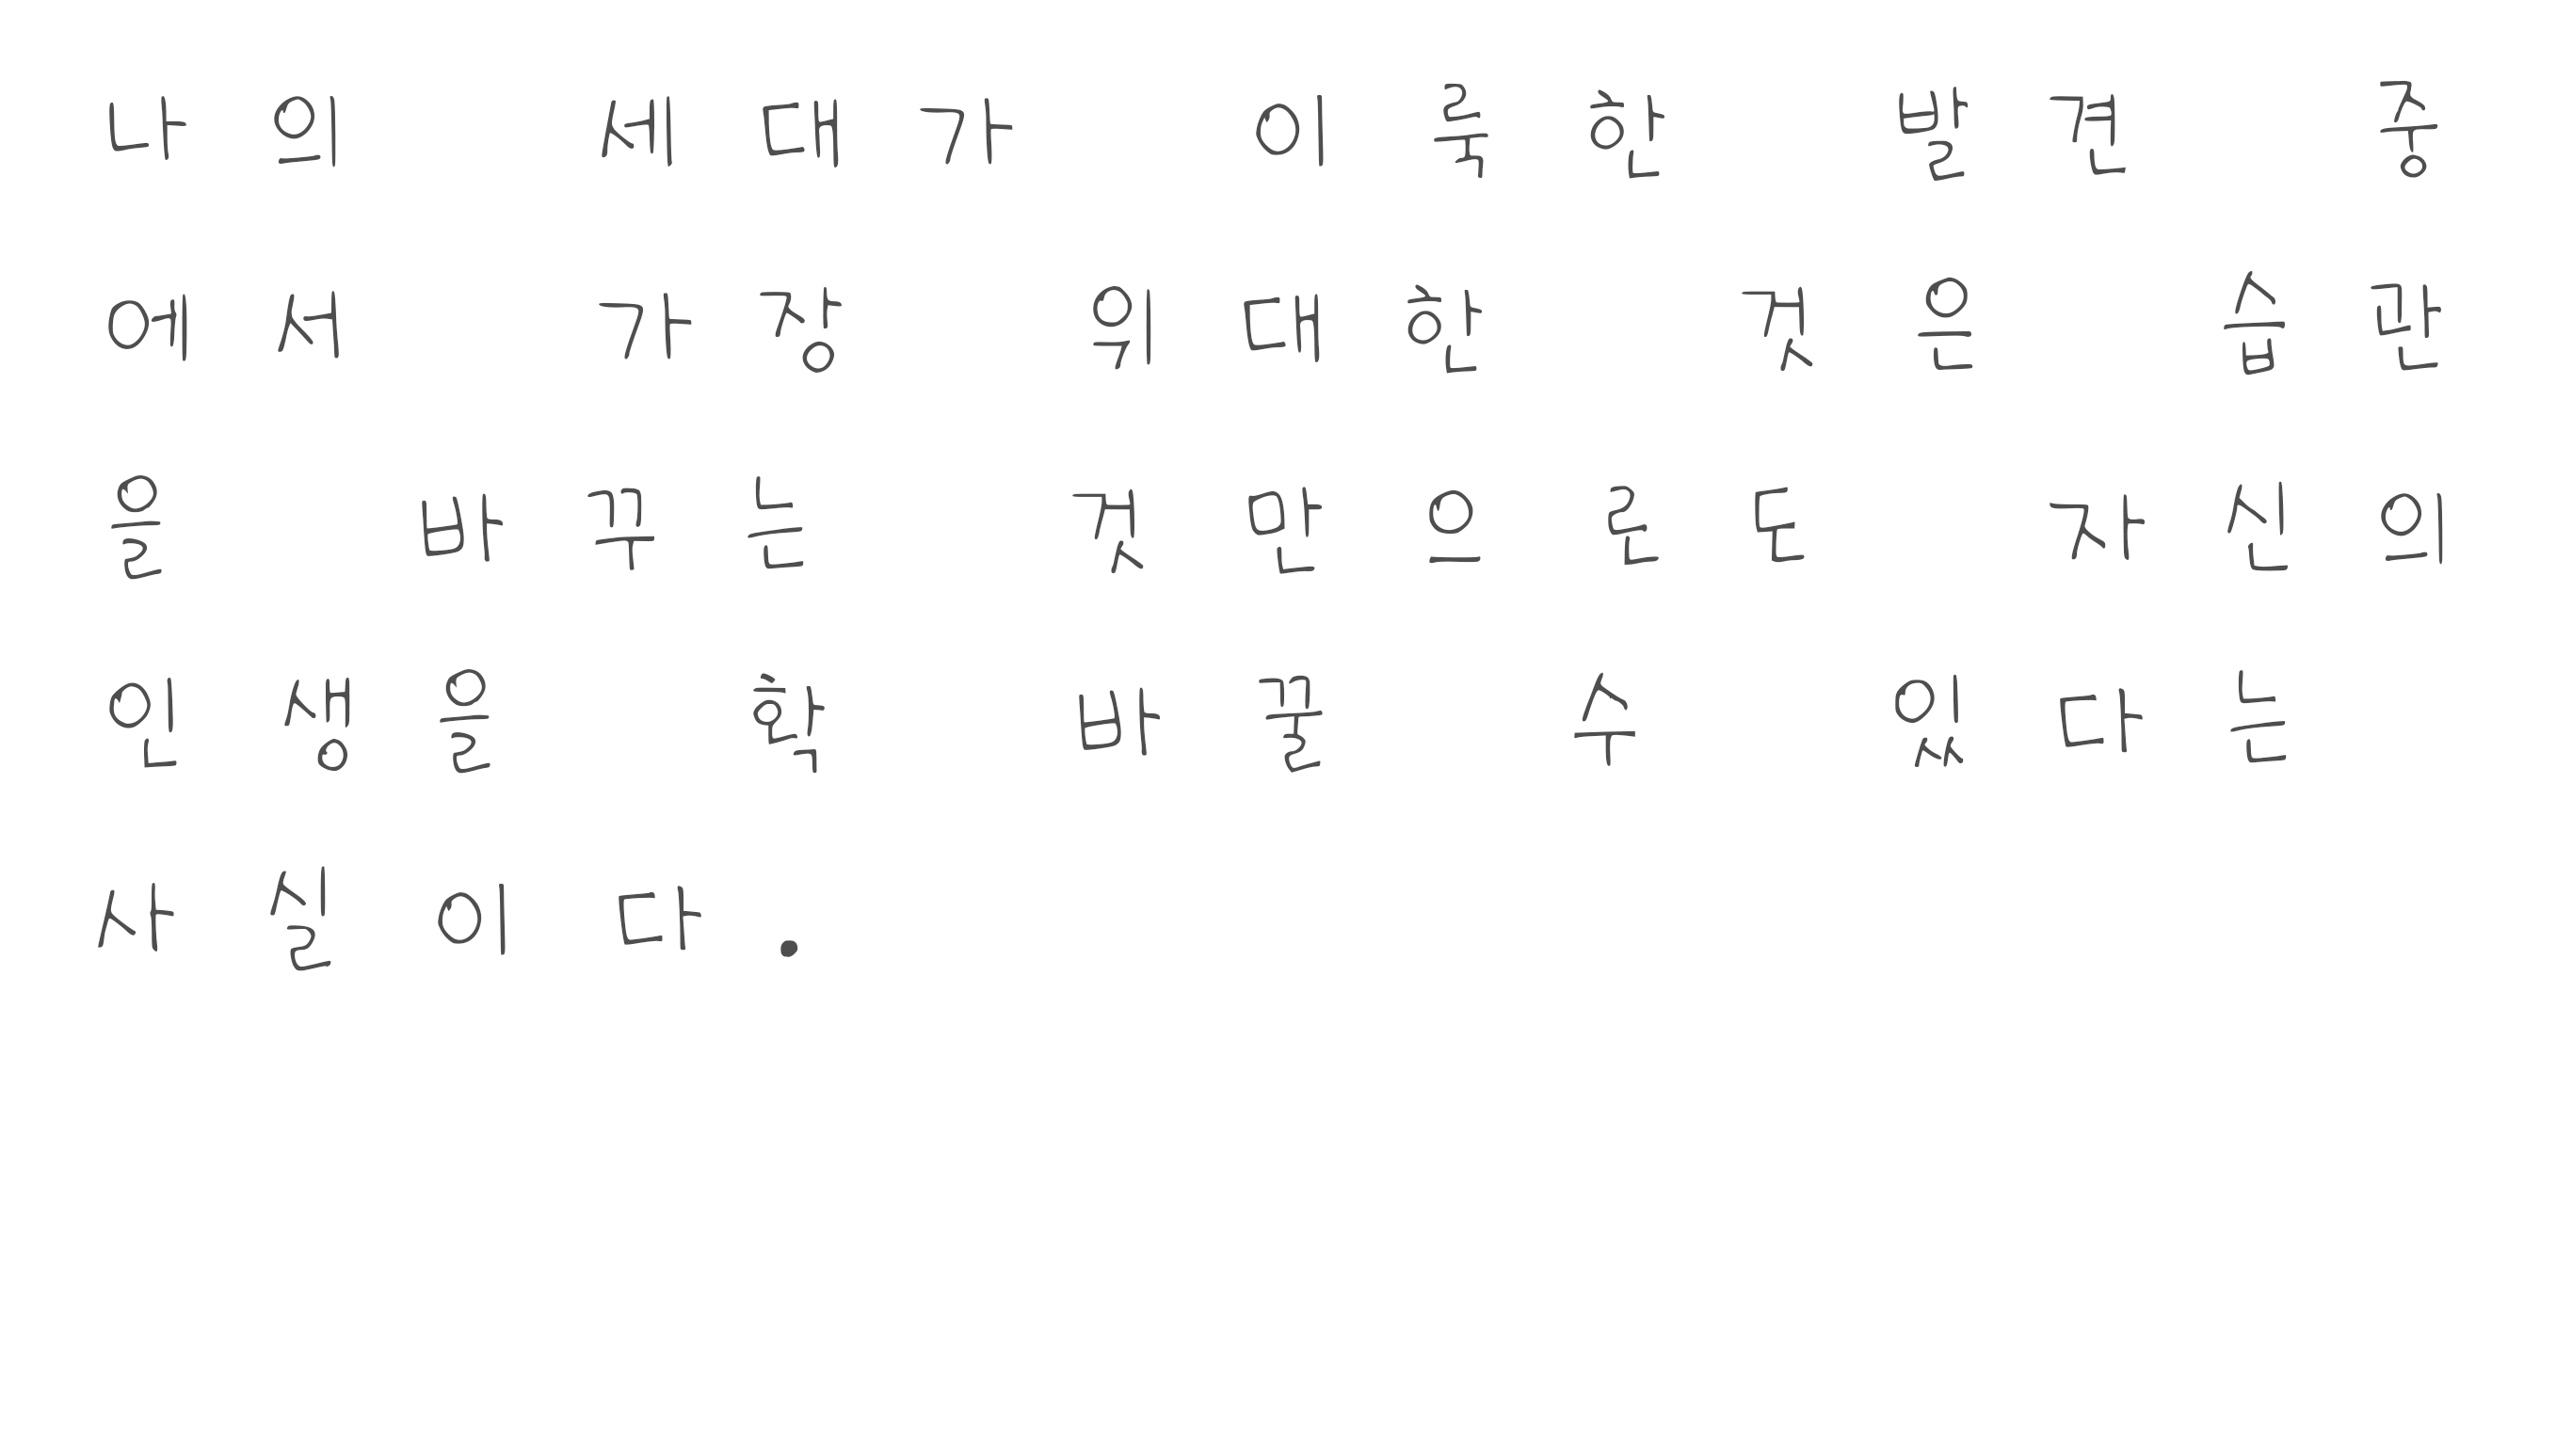 나의 세대가 이룩한 발견 중
에서 가장 위대한 것은 습관
을 바꾸는 것만으론도 자신의
인생을 확 바꿀 수 있다는
사실이다.